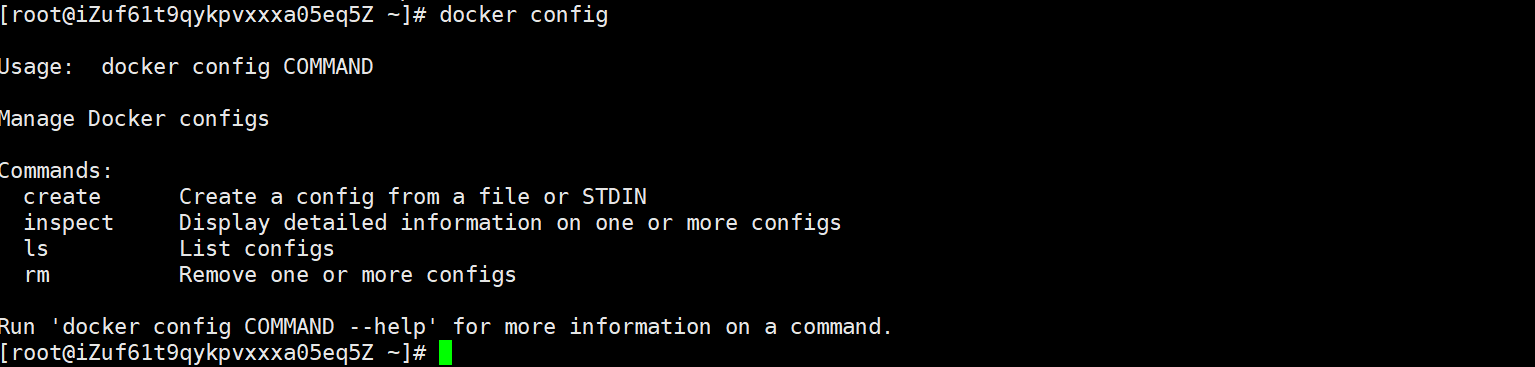 [root@iZuf61t9qykpvxxxa05eq5Z ~]# docker config
Usage:  docker config COMMAND
Manage Docker configs
Commands:
  create      Create a config from a file or STDIN
  inspect     Display detailed information on one or more configs
  ls          List configs
  rm          Remove one or more configs
Run 'docker config COMMAND --help' for more information on a command.
[root@iZuf61t9qykpvxxxa05eq5Z ~]#